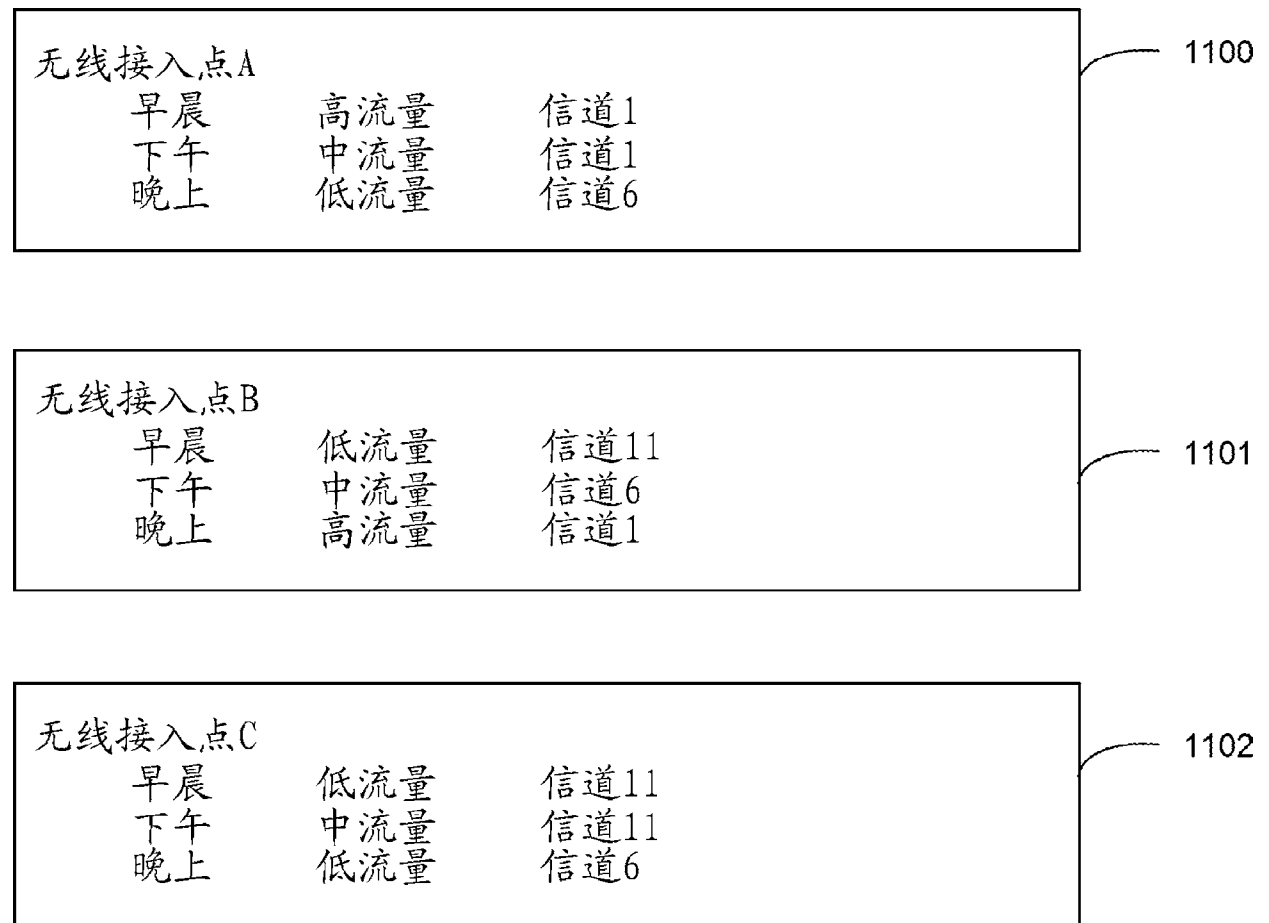 无线接入点A
1100
早晨 高流量 信道1
下午 中流量 信道1
晚上 低流量 信道6
无线接入点B
早晨 低流量 信道11
1101
下午 中流量 信道6
晚上 高流量 信道1
无线接入点C
1102
早晨 低流量 信道11
下午 中流量 信道11
晚上 低流量 信道6